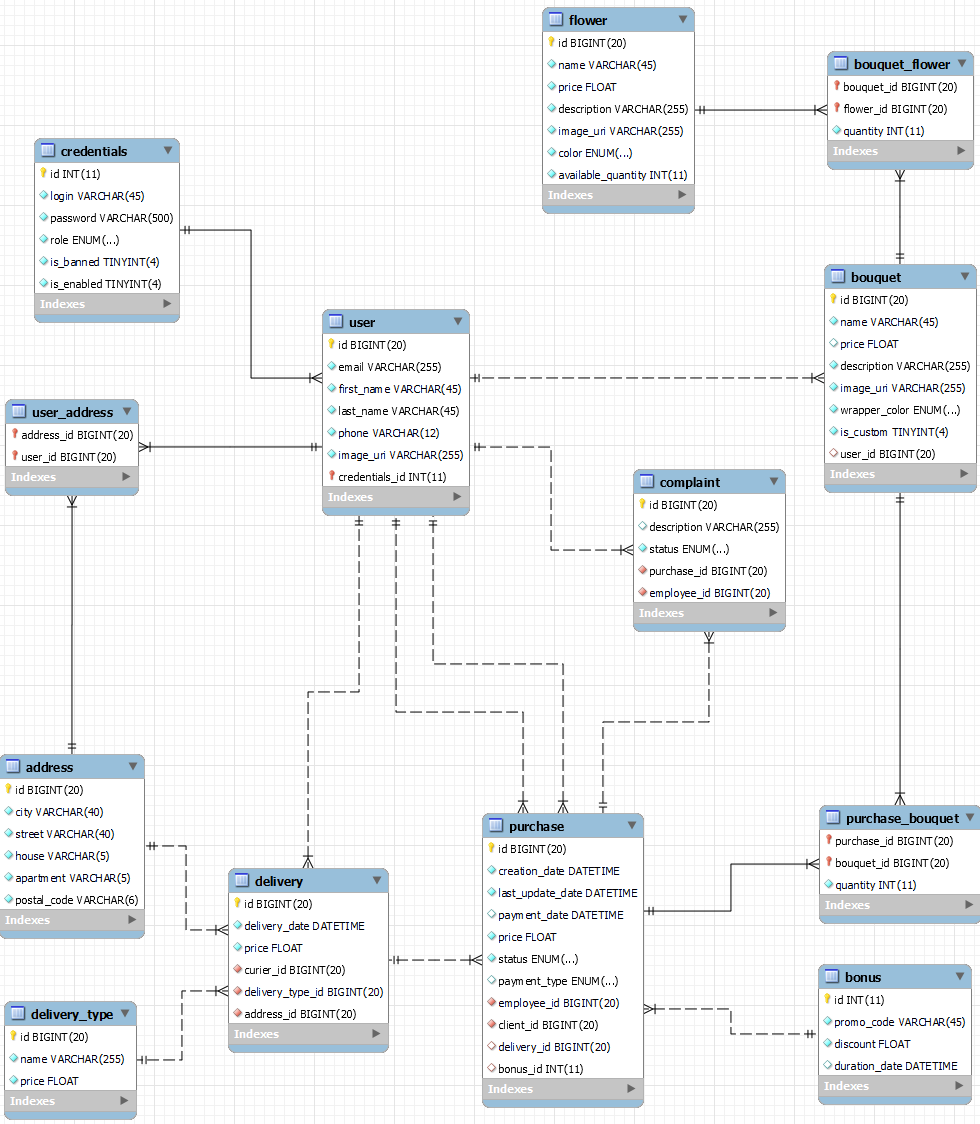 flower
id BIGINT(20)
name VARCHAR(45)
price FLOAT
description VARCHAR(255)
image_uri VARCHAR(255)
color ENUM(...)
available_quantity INT(11)
Indexes
bouquet_flower
bouquet_id BIGINT(20)
flower_id BIGINT(20)
quantity INT(11)
Indexes
credentials
id INT(11)
login VARCHAR(45)
password VARCHAR(500)
role ENUM(...)
is_banned TINYINT(4)
is_enabled TINYINT(4)
Indexes
bouquet
id BIGINT(20)
name VARCHAR(45)
price FLOAT
description VARCHAR(255)
image_uri VARCHAR(255)
wrapper_color ENUM(...)
is_custom TINYINT(4)
user_id BIGINT(20)
Indexes
user
id BIGINT(20)
email VARCHAR(255)
first_name VARCHAR(45)
last_name VARCHAR(45)
phone VARCHAR(12)
image_uri VARCHAR(255)
credentials_id INT(11)
Indexes
user_address
address_id BIGINT(20)
user_id BIGINT(20)
Indexes
complaint
id BIGINT(20)
description VARCHAR(255)
status ENUM(...)
purchase_id BIGINT(20)
employee_id BIGINT(20)
Indexes
address
id BIGINT(20)
city VARCHAR(40)
street VARCHAR(40)
house VARCHAR(5)
apartment VARCHAR(5)
postal_code VARCHAR(6)
Indexes
delivery
id BIGINT(20)
delivery_date DATETIME
price FLOAT
curier_id BIGINT(20)
delivery_type_id BIGINT(20)
address_id BIGINT(20)
Indexes
purchase
id BIGINT(20)
creation_date DATETIME
last_update_date DATETIME
payment_date DATETIME
price FLOAT
status ENUM(...)
payment_type ENUM(...)
employee_id BIGINT(20)
client_id BIGINT(20)
delivery_id BIGINT(20)
bonus_id INT(11)
Indexes
purchase_bouquet
purchase_id BIGINT(20)
bouquet_id BIGINT(20)
quantity INT(11)
Indexes
delivery_type
id BIGINT(20)
name VARCHAR(255)
price FLOAT
Indexes
bonus
id INT(11)
promo_code VARCHAR(45)
discount FLOAT
duration_date DATETIME
Indexes